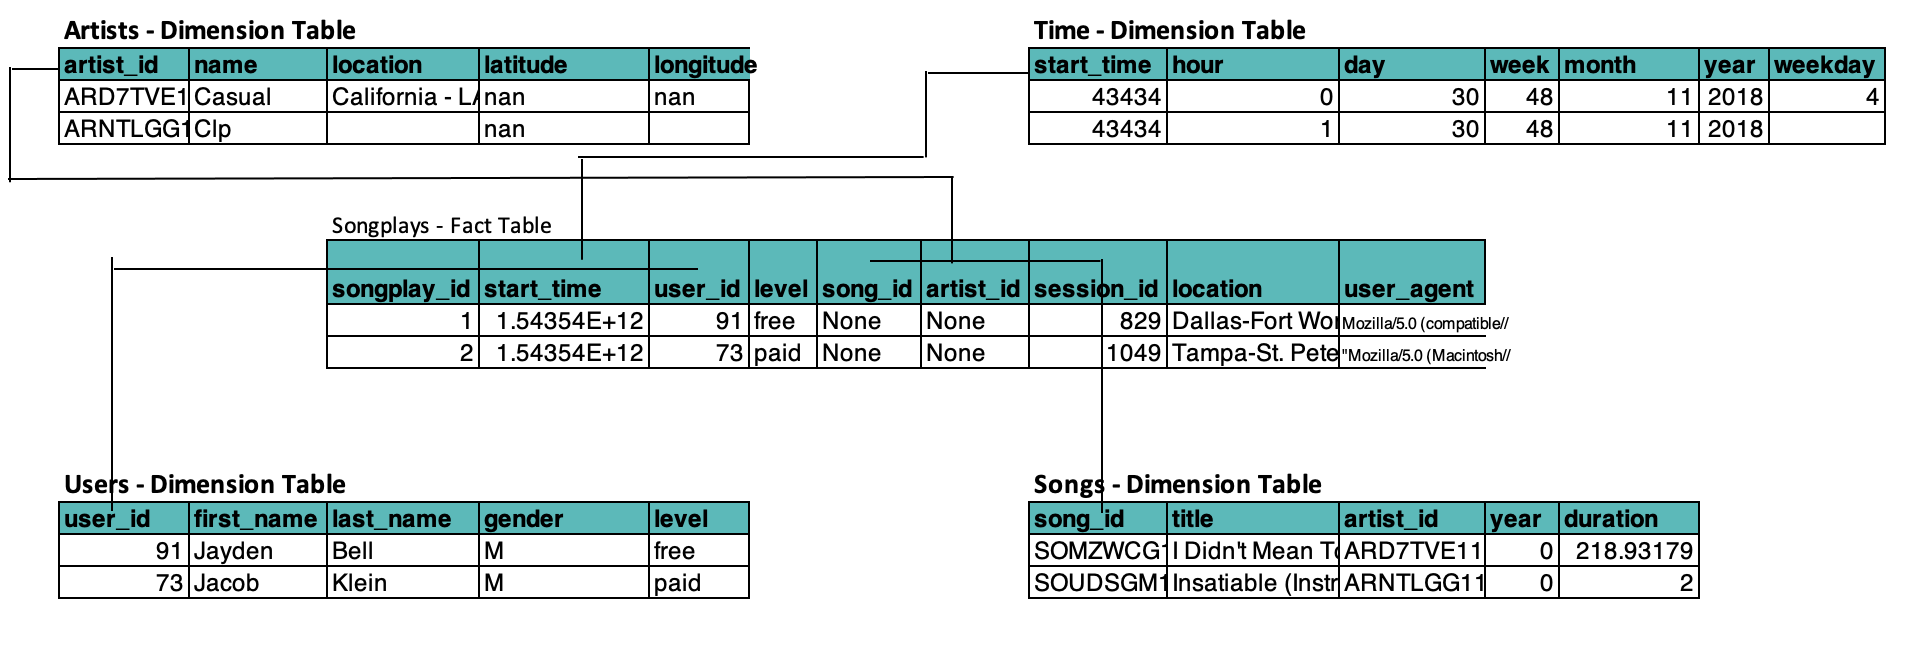 Artists - Dimension Table
artist_id name location latitude longitude
ARD7TVE1 Casual California - LA nan nan
ARNTLGG1 Clp nan
Time - Dimension Table
start_time hour day week month year weekday
43434 0 30 48 11 2018 4
43434 1 30 48 11 2018
Songplays - Fact Table
songplay_id start_time user_id level song_id artist_id session_id location user_agent
1 1.54354E+12 91 free None None 829 Dallas-Fort Wor Mozilla/5.0 (compatible//
2 1.54354E+12 73 paid None None 1049 Tampa-St. Pete "Mozilla/5.0 (Macintosh//
Users - Dimension Table
user_id first_name last_name gender level
91 Jayden Bell M free
73 Jacob Klein M paid
Songs - Dimension Table
song_id title artist_id year duration
SOMZWCG1 I Didn't Mean To ARD7TVE11 0 218.93179
SOUDSGM1 Insatiable (Instr ARNTLGG11 0 2